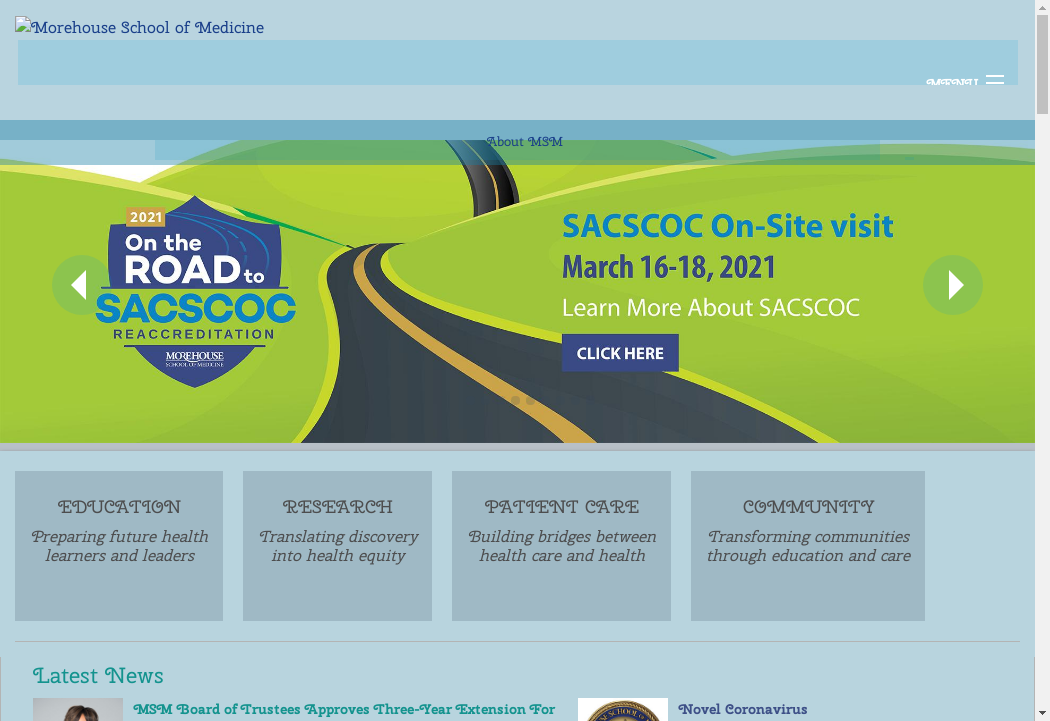 Morehouse School of Medicine
MENU
About MSM
2021
On the
ROAD to
SACSCOC
REACCREDITATION
MOREHOUSE
SCHOOL OF MEDICINE
SACSCOC On-Site visit
March 16-18, 2021
Learn More About SACSCOC
CLICK HERE
EDUCATION
Preparing future health
learners and leaders
RESEARCH
Translating discovery
into health equity
PATIENT CARE
Building bridges between
health care and health
COMMUNITY
Transforming communities
through education and care
Latest News
MSM Board of Trustees Approves Three-Year Extension For
Novel Coronavirus